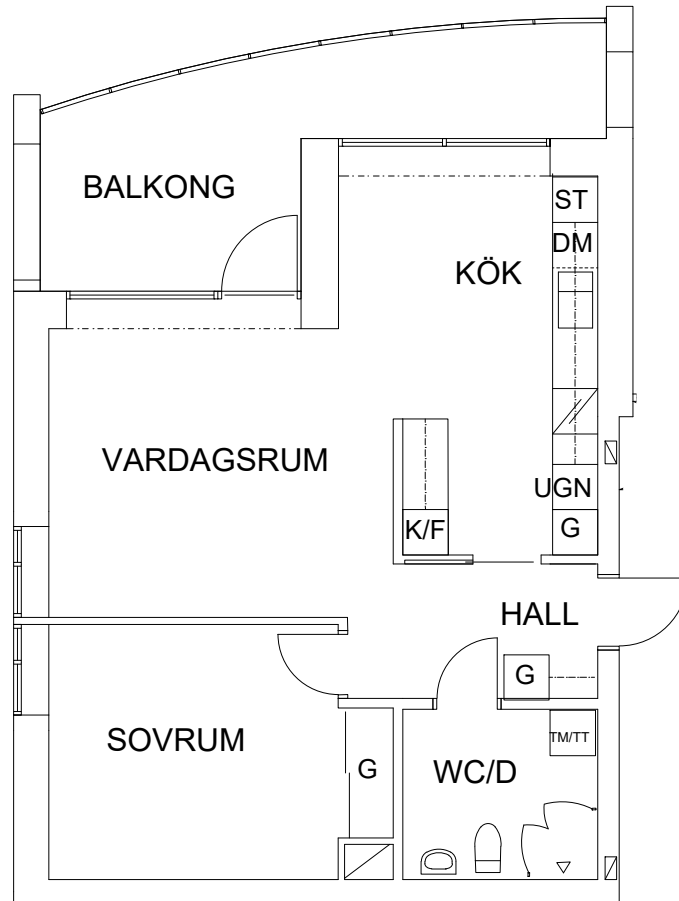 BALKONG
ST
DM
KÖK
VARDAGSRUM
UGN
K/F
G
HALL
G
SOVRUM
TM/TT
G
WC/D